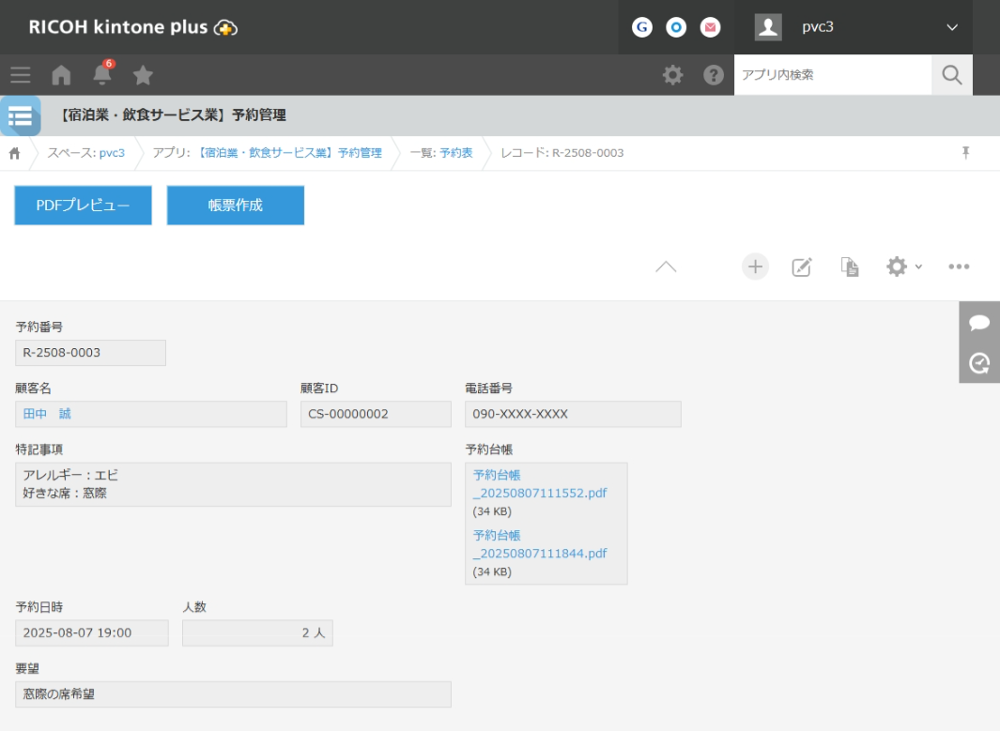 RICOH kintone plus
G
pvc3
6
アプリ内検索
【宿泊業・飲食サービス業】予約管理
スペース: pvc3
アプリ: 【宿泊業・飲食サービス業】予約管理
一覧: 予約表
レコード: R-2508-0003
PDFプレビュー
帳票作成
予約番号
R-2508-0003
顧客名
顧客ID
電話番号
田中　誠
CS-00000002
090-XXXX-XXXX
特記事項
予約台帳
アレルギー：エビ
好きな席：窓際
予約台帳
_20250807111552.pdf
(34 KB)
予約台帳
_20250807111844.pdf
(34 KB)
予約日時
人数
2025-08-07 19:00
2 人
要望
窓際の席希望